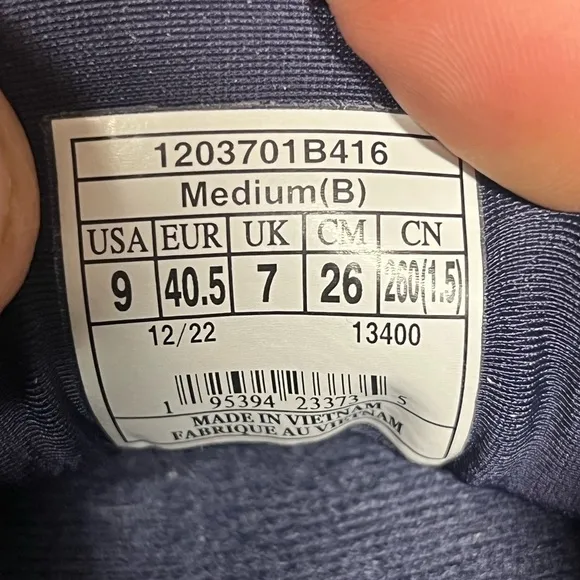 1203701B416
Medium(B)
USA EUR UK CM CN
9 40.5 7 26 260(1.5)
12/22 13400
1 95394 23373 5
MADE IN VIETNAM
FABRIQUE AU VIETNAM